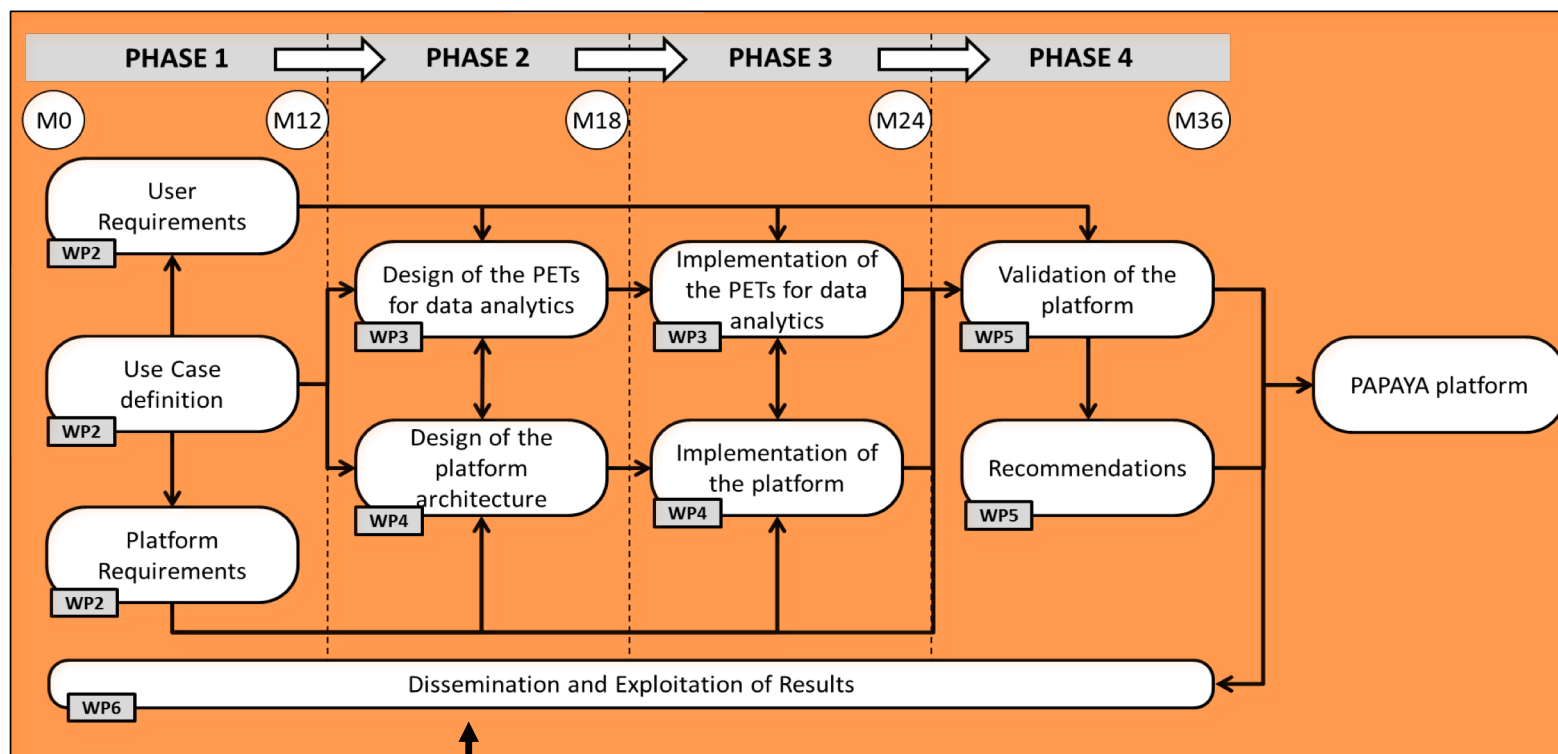 PHASE 1
PHASE 2
PHASE 3
PHASE 4
M0
M12
M18
M24
M36
User
Requirements
WP2
Design of the PETs
for data analytics
WP3
Implementation of
the PETs for data
analytics
WP3
Validation of the
platform
WP5
Use Case
definition
WP2
PAPAYA platform
Design of the
platform
architecture
WP4
Implementation of
the platform
WP4
Recommendations
WP5
Platform
Requirements
WP2
Dissemination and Exploitation of Results
WP6